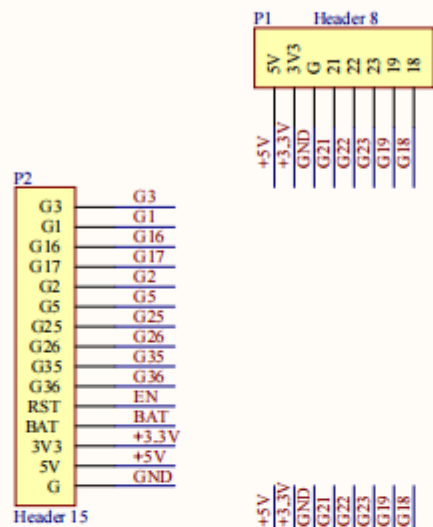 P1 Header 8
5V 3V3 G 21 22 23 19 18
+5V +3.3V GND G21 G22 G23 G19 G18
P2
G3 G3
G1 G1
G16 G16
G17 G17
G2 G2
G5 G5
G25 G25
G26 G26
G35 G35
G36 G36
RST EN
BAT BAT
3V3 +3.3V
5V +5V
G GND
Header 15
+5V +3.3V GND G21 G22 G23 G19 G18